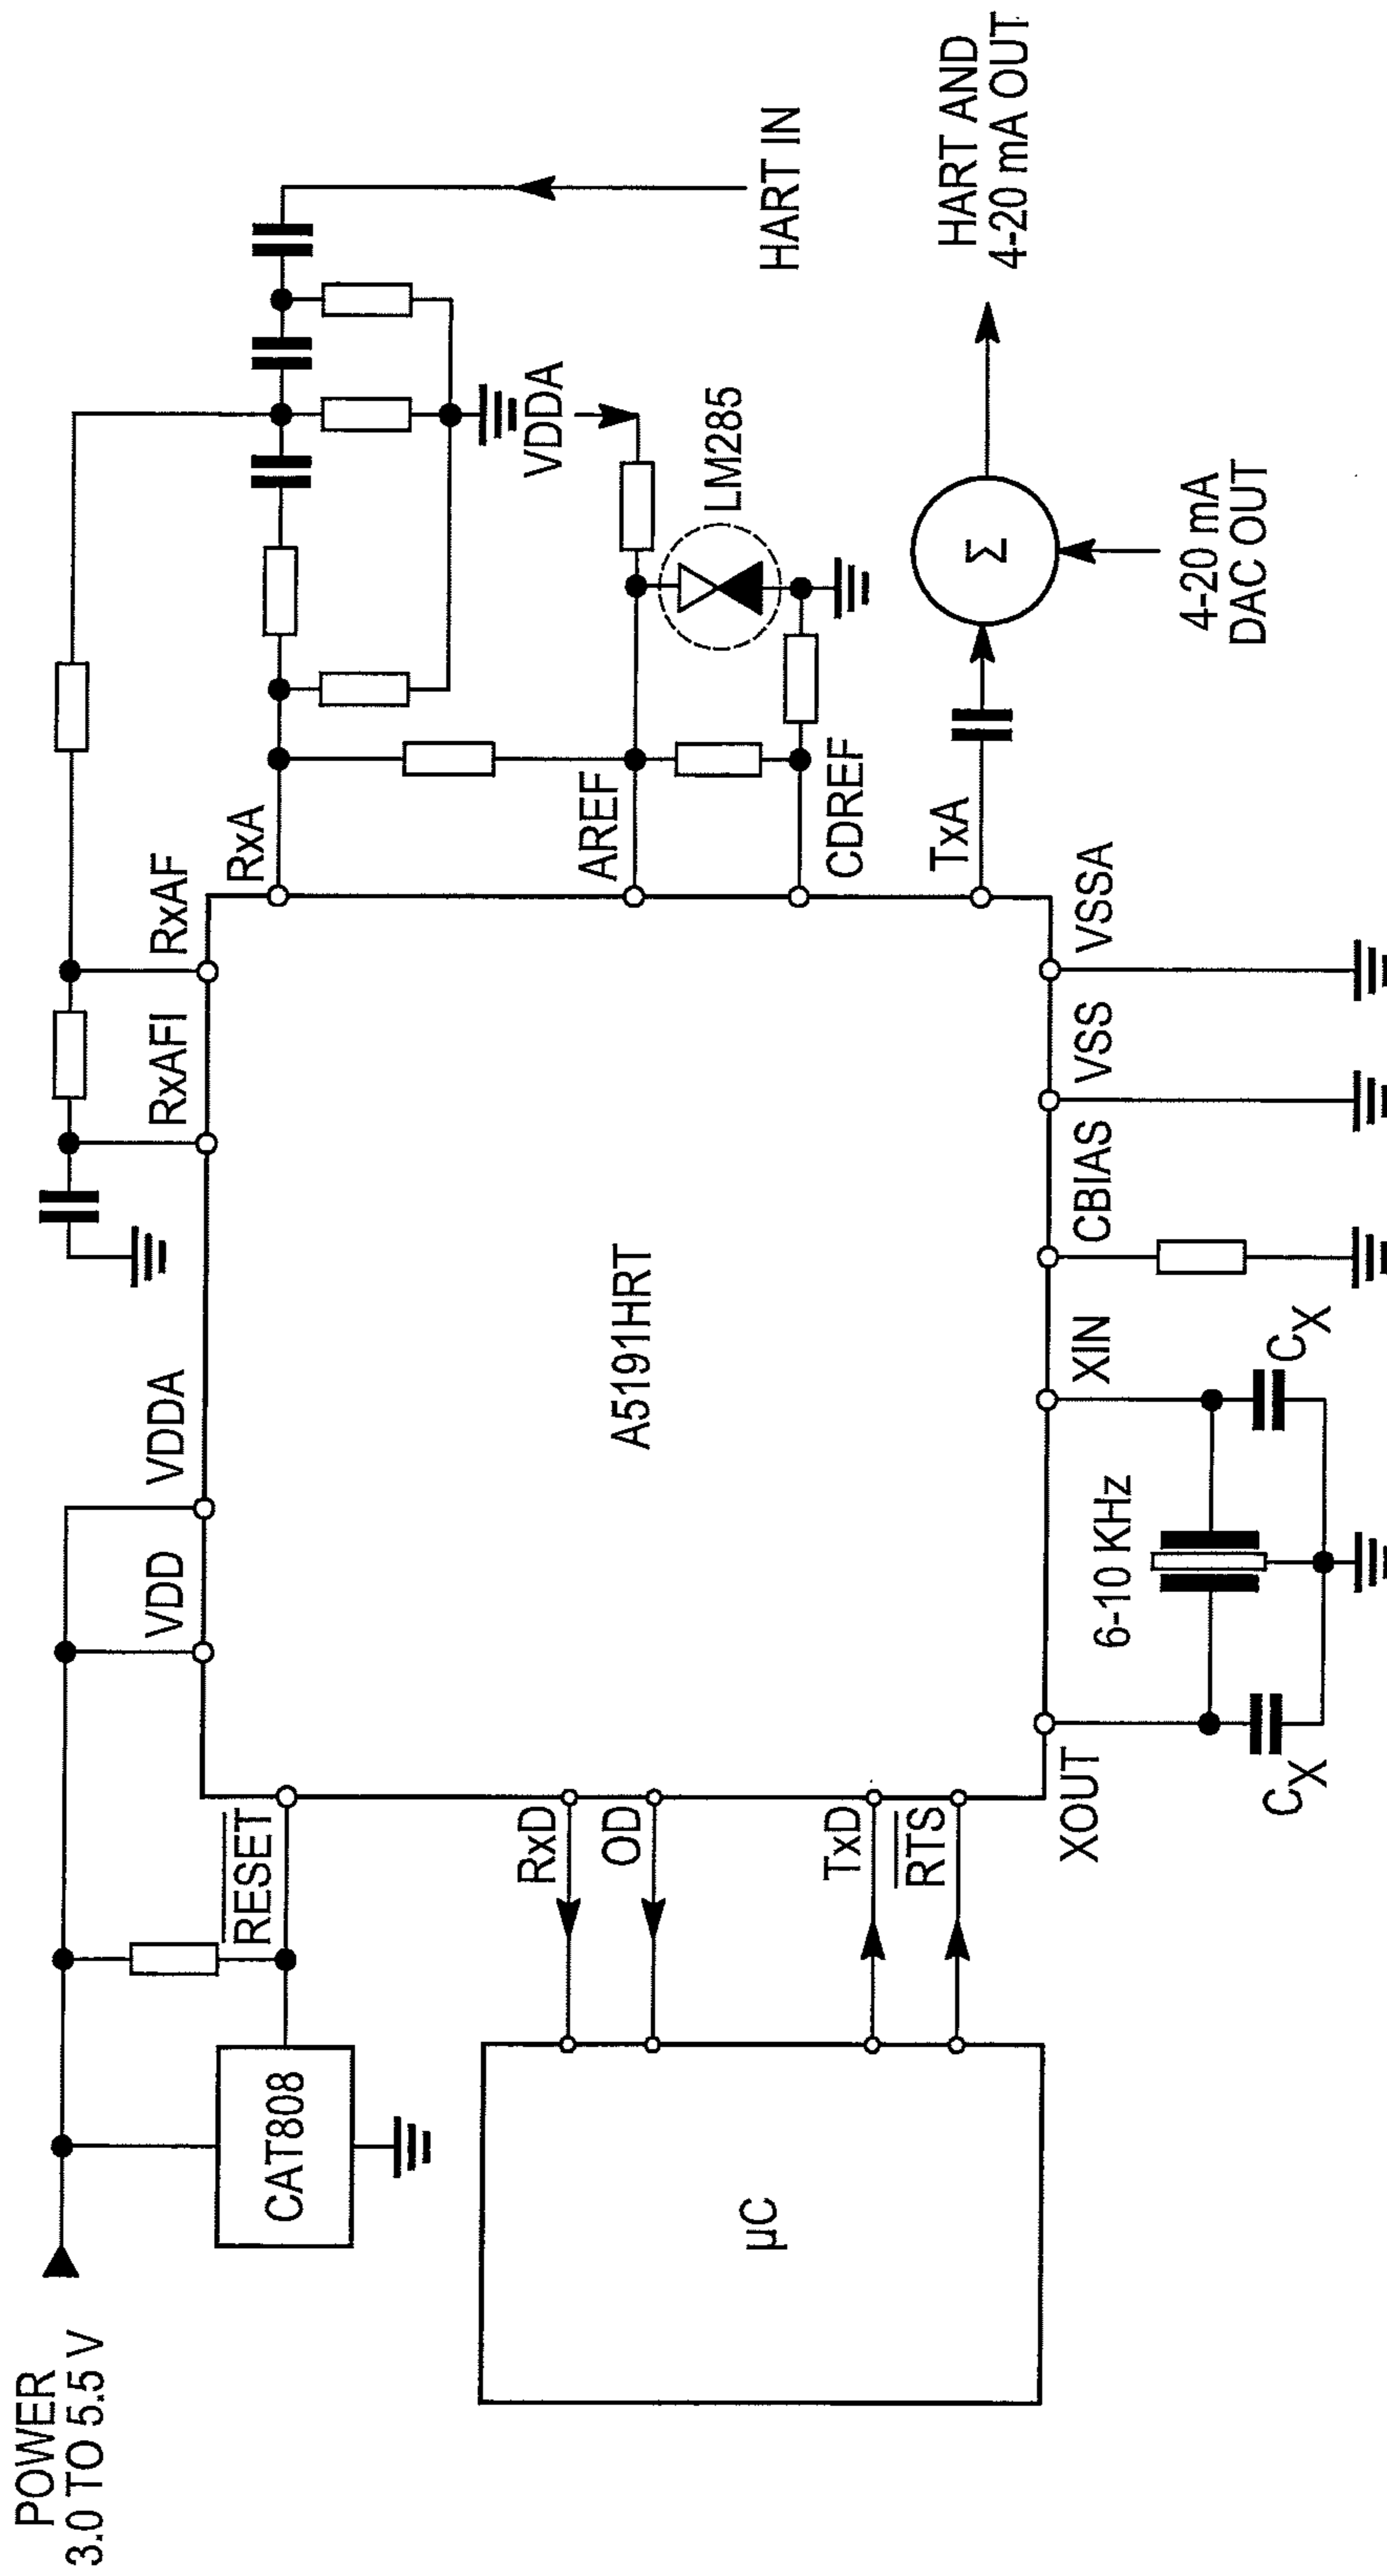 POWER
3.0 TO 5.5 V
CAT808
RESET
VDD
VDDA
RxAFI
RxAF
RxA
HART IN
VDDA
LM285
AREF
CDREF
A5191HRT
µC
RxD
OD
TxD
RTS
TxA
Σ
HART AND
4-20 mA OUT
4-20 mA
DAC OUT
XOUT
XIN
CBIAS
VSS
VSSA
6-10 KHz
CX
CX